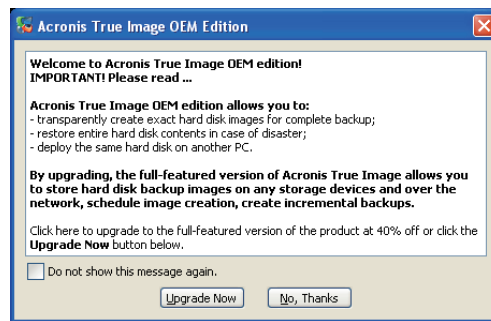 Acronis True Image OEM Edition
Welcome to Acronis True Image OEM edition!
IMPORTANT! Please read ...
Acronis True Image OEM edition allows you to:
- transparently create exact hard disk images for complete backup;
- restore entire hard disk contents in case of disaster;
- deploy the same hard disk on another PC.
By upgrading, the full-featured version of Acronis True Image allows you
to store hard disk backup images on any storage devices and over the
network, schedule image creation, create incremental backups.
Click here to upgrade to the full-featured version of the product at 40% off or click the
Upgrade Now button below.
Do not show this message again.
Upgrade Now
No, Thanks